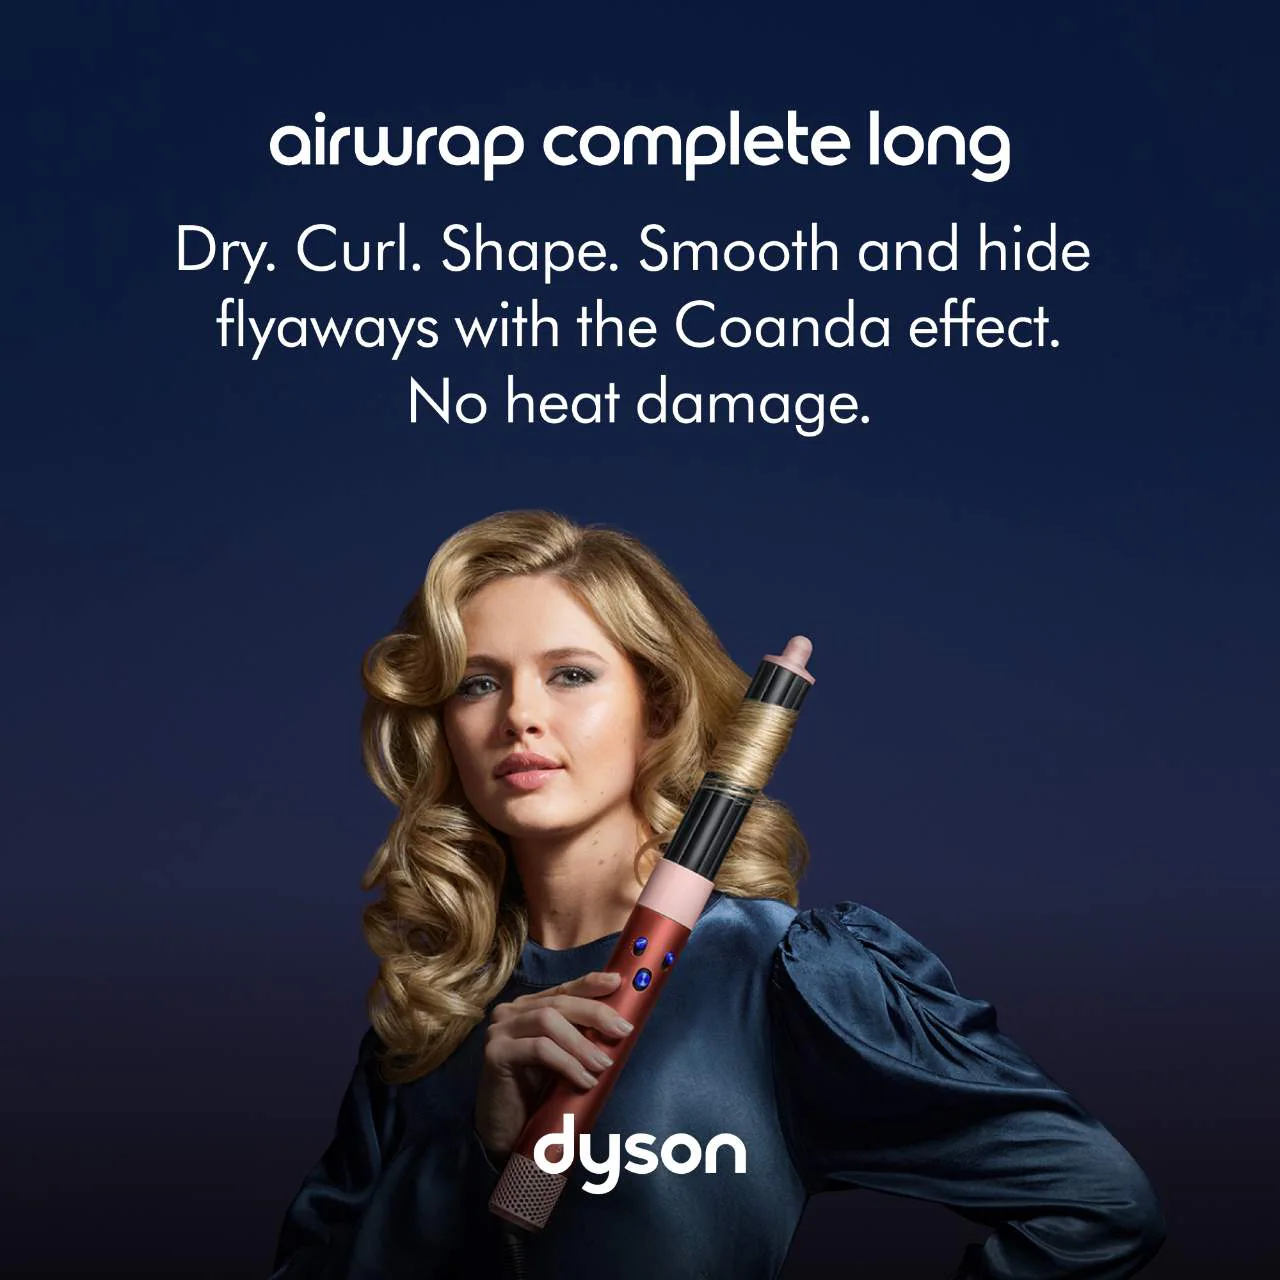 airwrap complete long
Dry. Curl. Shape. Smooth and hide
flyaways with the Coanda effect.
No heat damage.
dyson